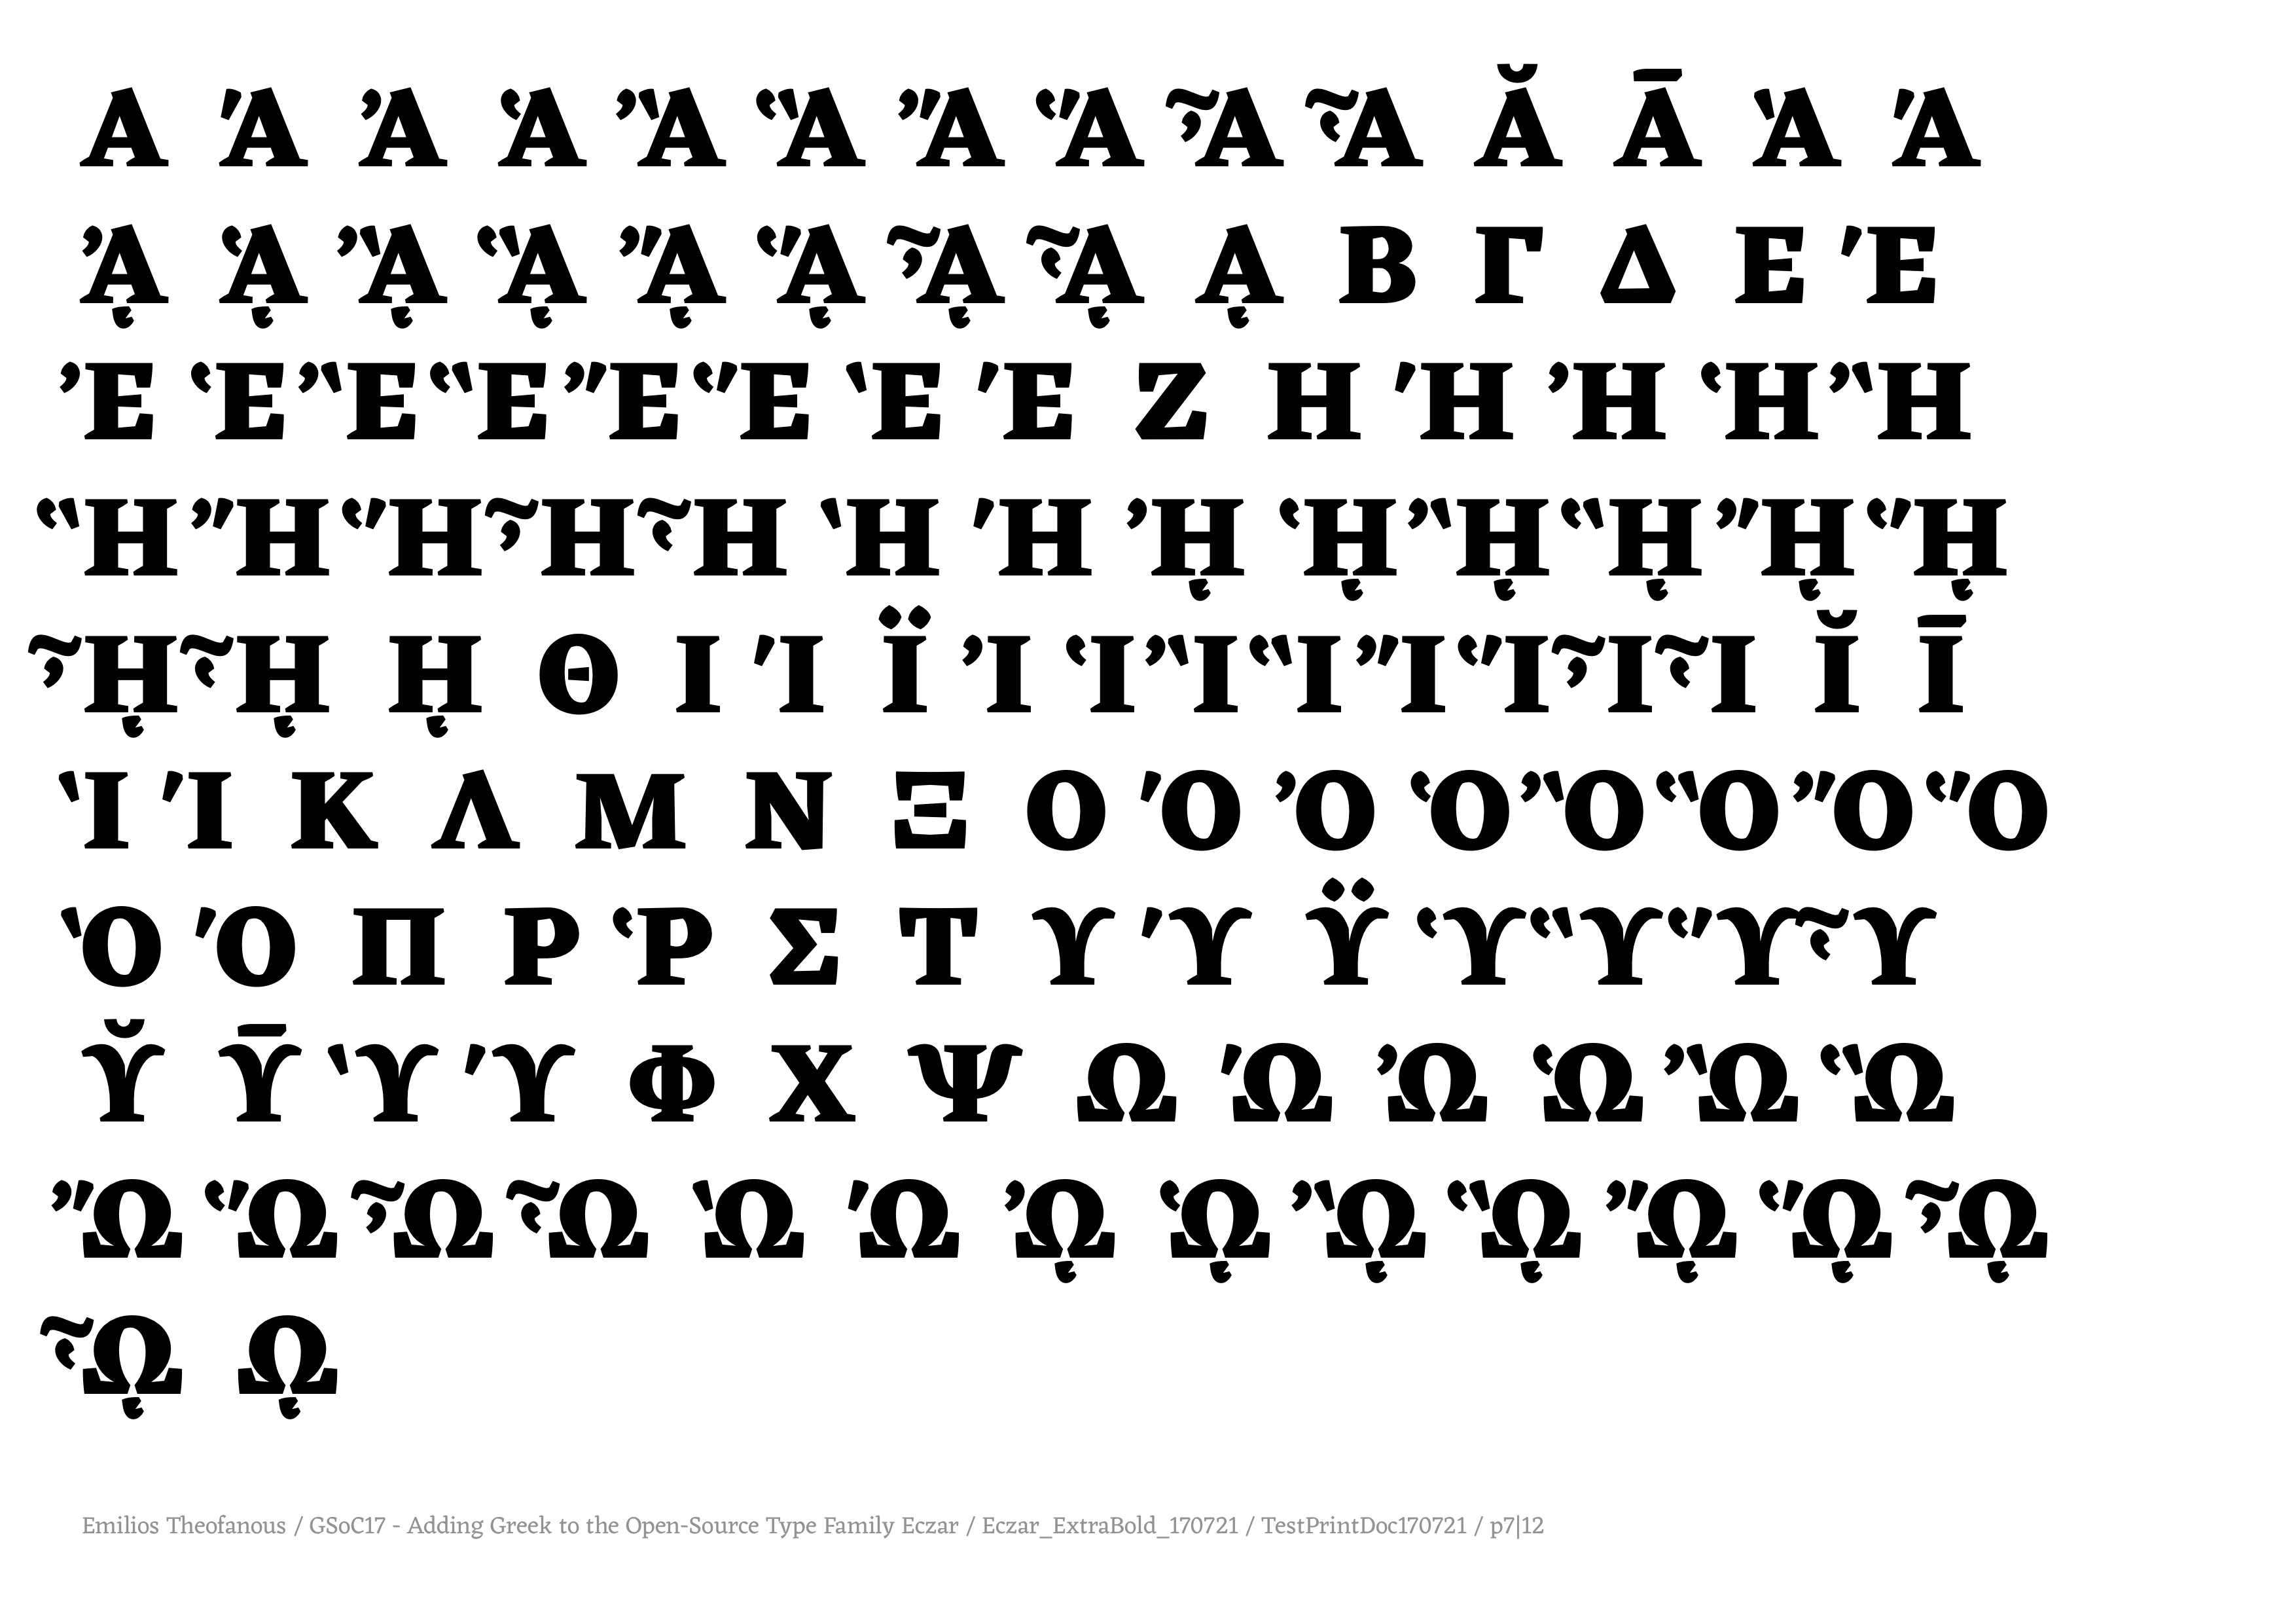 Α Ά Ἀ Ἁ Ἂ Ἃ Ἄ Ἅ Ἆ Ἇ Ᾰ Ᾱ Ὰ Ά
ᾈ ᾉ ᾊ ᾋ ᾌ ᾍ ᾎ ᾏ ᾼ Β Γ Δ Ε Έ
Ἐ Ἑ Ἒ Ἓ Ἔ Ἕ Ὲ Έ Ζ Η Ή Ἠ Ἡ Ἢ
Ἣ Ἤ Ἥ Ἦ Ἧ Ὴ Ή ᾘ ᾙ ᾚ ᾛ ᾜ ᾝ
ᾞ ᾟ ῌ Θ Ι Ί Ϊ Ἰ Ἱ Ἲ Ἳ Ἴ Ἵ Ἶ Ἷ Ῐ Ῑ
Ὶ Ί Κ Λ Μ Ν Ξ Ο Ό Ὀ Ὁ Ὂ Ὃ Ὄ Ὅ
Ὸ Ό Π Ρ Ῥ Σ Τ Υ Ύ Ϋ Ὑ Ὓ Ὕ Ὗ
Ῠ Ῡ Ὺ Ύ Φ Χ Ψ Ω Ώ Ὠ Ὡ Ὢ Ὣ
Ὤ Ὥ Ὦ Ὧ Ὼ Ώ ᾨ ᾩ ᾪ ᾫ ᾬ ᾭ ᾮ
ᾯ ῼ
Emilios Theofanous / GSoC17 - Adding Greek to the Open-Source Type Family Eczar / Eczar_ExtraBold_170721 / TestPrintDoc170721 / p7|12